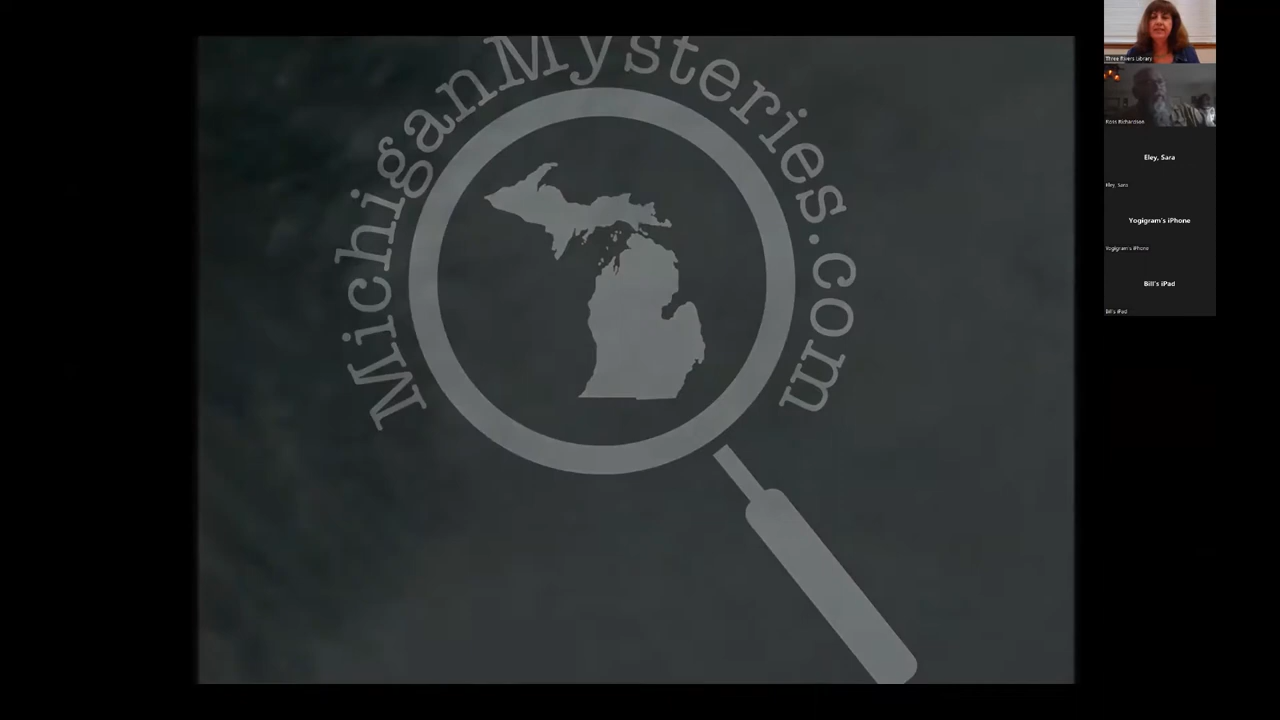 MichiganMysteries.com
Three Rivers Library
Ross Richardson
Eley, Sara
Eley, Sara
Yogigram's iPhone
Yogigram's iPhone
Bill's iPad
Bill's iPad